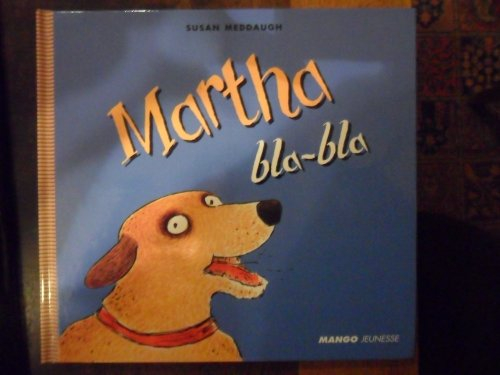 SUSAN MEDDAUGH
Martha
bla-bla
MANGO JEUNESSE